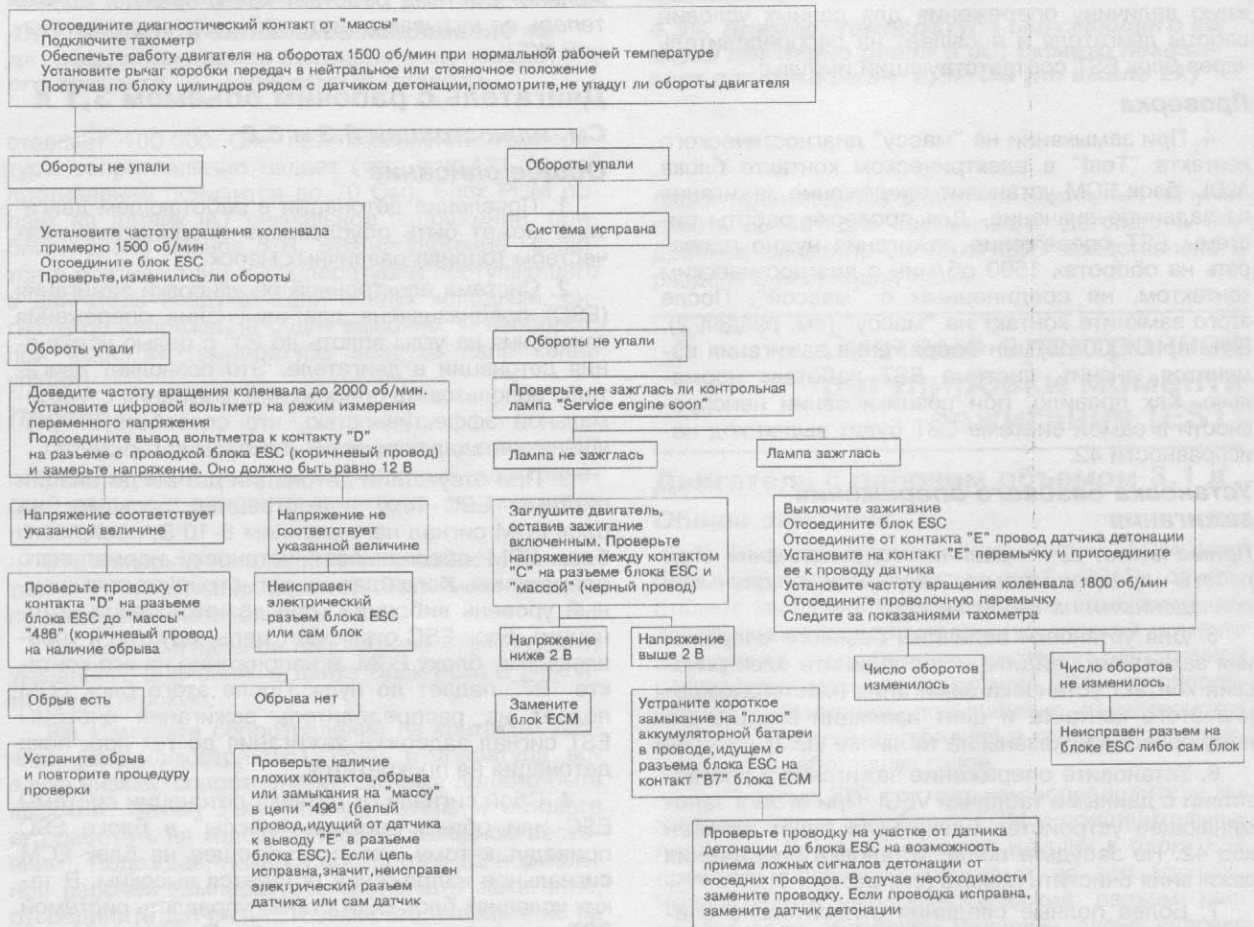 Отсоедините диагностический контакт от "массы"
Подключите тахометр
Обеспечьте работу двигателя на оборотах 1500 об/мин при нормальной рабочей температуре
Установите рычаг коробки передач в нейтральное или стояночное положение
Постучав по блоку цилиндров рядом с датчиком детонации,посмотрите,не упадут ли обороты двигателя
Обороты не упали
Обороты упали
Установите частоту вращения коленвала
примерно 1500 об/мин
Отсоедините блок ESC
Проверьте,изменились ли обороты
Система исправна
Обороты упали
Обороты не упали
Доведите частоту вращения коленвала до 2000 об/мин.
Установите цифровой вольтметр на режим измерения
переменного напряжения
Подсоедините вывод вольтметра к контакту "D"
на разъеме с проводкой блока ESC (коричневый провод)
и замерьте напряжение. Оно должно быть равно 12 В
Проверьте,не зажглась ли контрольная
лампа "Service engine soon"
Лампа не зажглась
Лампа зажглась
Напряжение соответствует
указанной величине
Напряжение не
соответствует
указанной величине
Заглушите двигатель,
оставив зажигание
включенным. Проверьте
напряжение между контактом
"С" на разъеме блока ESC и
"массой" (черный провод)
Выключите зажигание
Отсоедините блок ESC
Отсоедините от контакта "Е" провод датчика детонации
Установите на контакт "Е" перемычку и присоедините
ее к проводу датчика
Установите частоту вращения коленвала 1800 об/мин
Отсоедините проволочную перемычку
Следите за показаниями тахометра
Проверьте проводку от
контакта "D" на разъеме
блока ESC до "массы"
"486" (коричневый провод)
на наличие обрыва
Неисправен
электрический
разъем блока ESC
или сам блок
Напряжение
ниже 2 В
Напряжение
выше 2 В
Число оборотов
изменилось
Число оборотов
не изменилось
Обрыв есть
Обрыва нет
Замените
блок ECM
Устраните короткое
замыкание на "плюс"
аккумуляторной батареи
в проводе,идущем с
разъема блока ESC на
контакт "В7" блока ECM
Неисправен разъем на
блоке ESC либо сам блок
Устраните обрыв
и повторите процедуру
проверки
Проверьте наличие
плохих контактов,обрыва
или замыкания на "массу"
в цепи "496" (белый
провод,идущий от датчика
к выводу "Е" в разъеме
блока ESC). Если цепь
исправна,значит,неисправен
электрический разъем
датчика или сам датчик
Проверьте проводку на участке от датчика
детонации до блока ESC на возможность
приема ложных сигналов детонации от
соседних проводов. В случае необходимости
замените проводку. Если проводка исправна,
замените датчик детонации